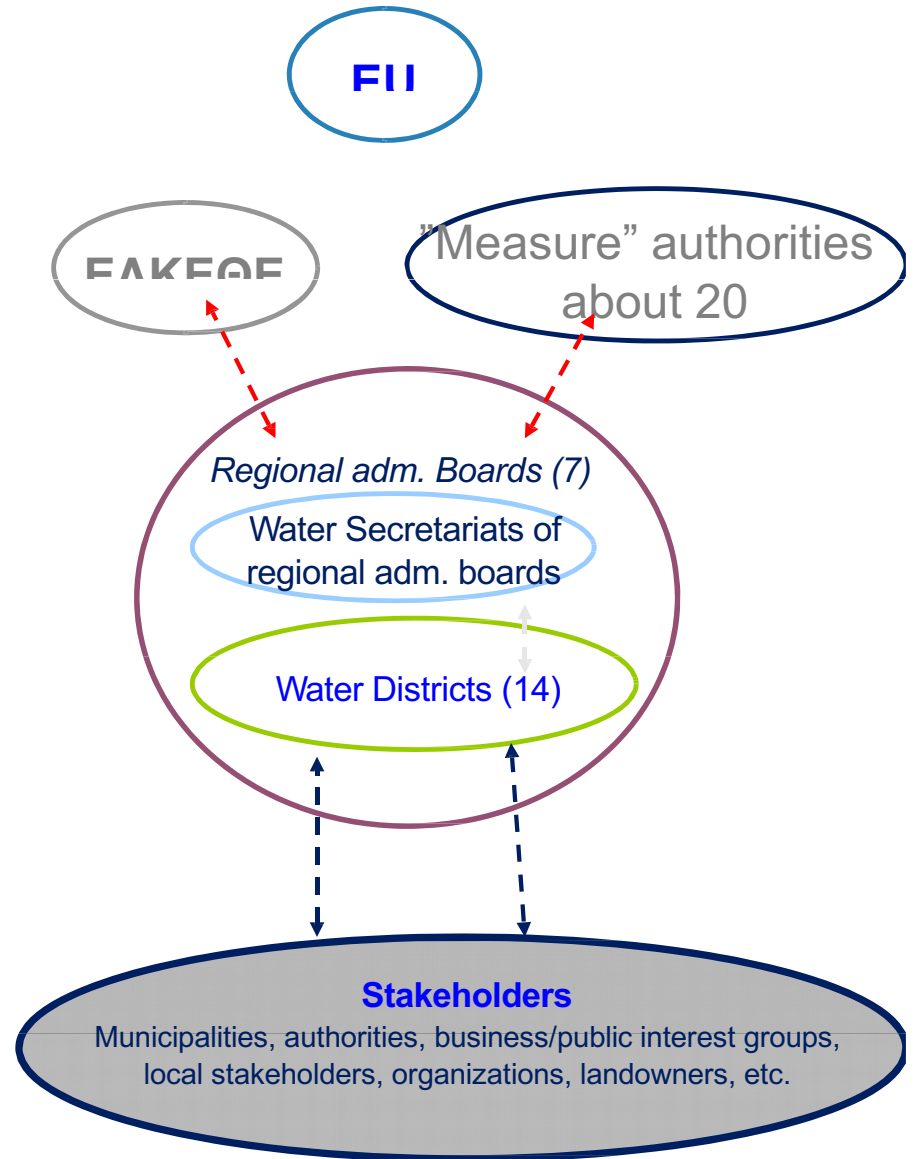 EU
”Measure” authorities
about 20
Regional adm. Boards (7)
Water Secretariats of
regional adm. boards
Water Districts (14)
Stakeholders
Municipalities, authorities, business/public interest groups,
local stakeholders, organizations, landowners, etc.